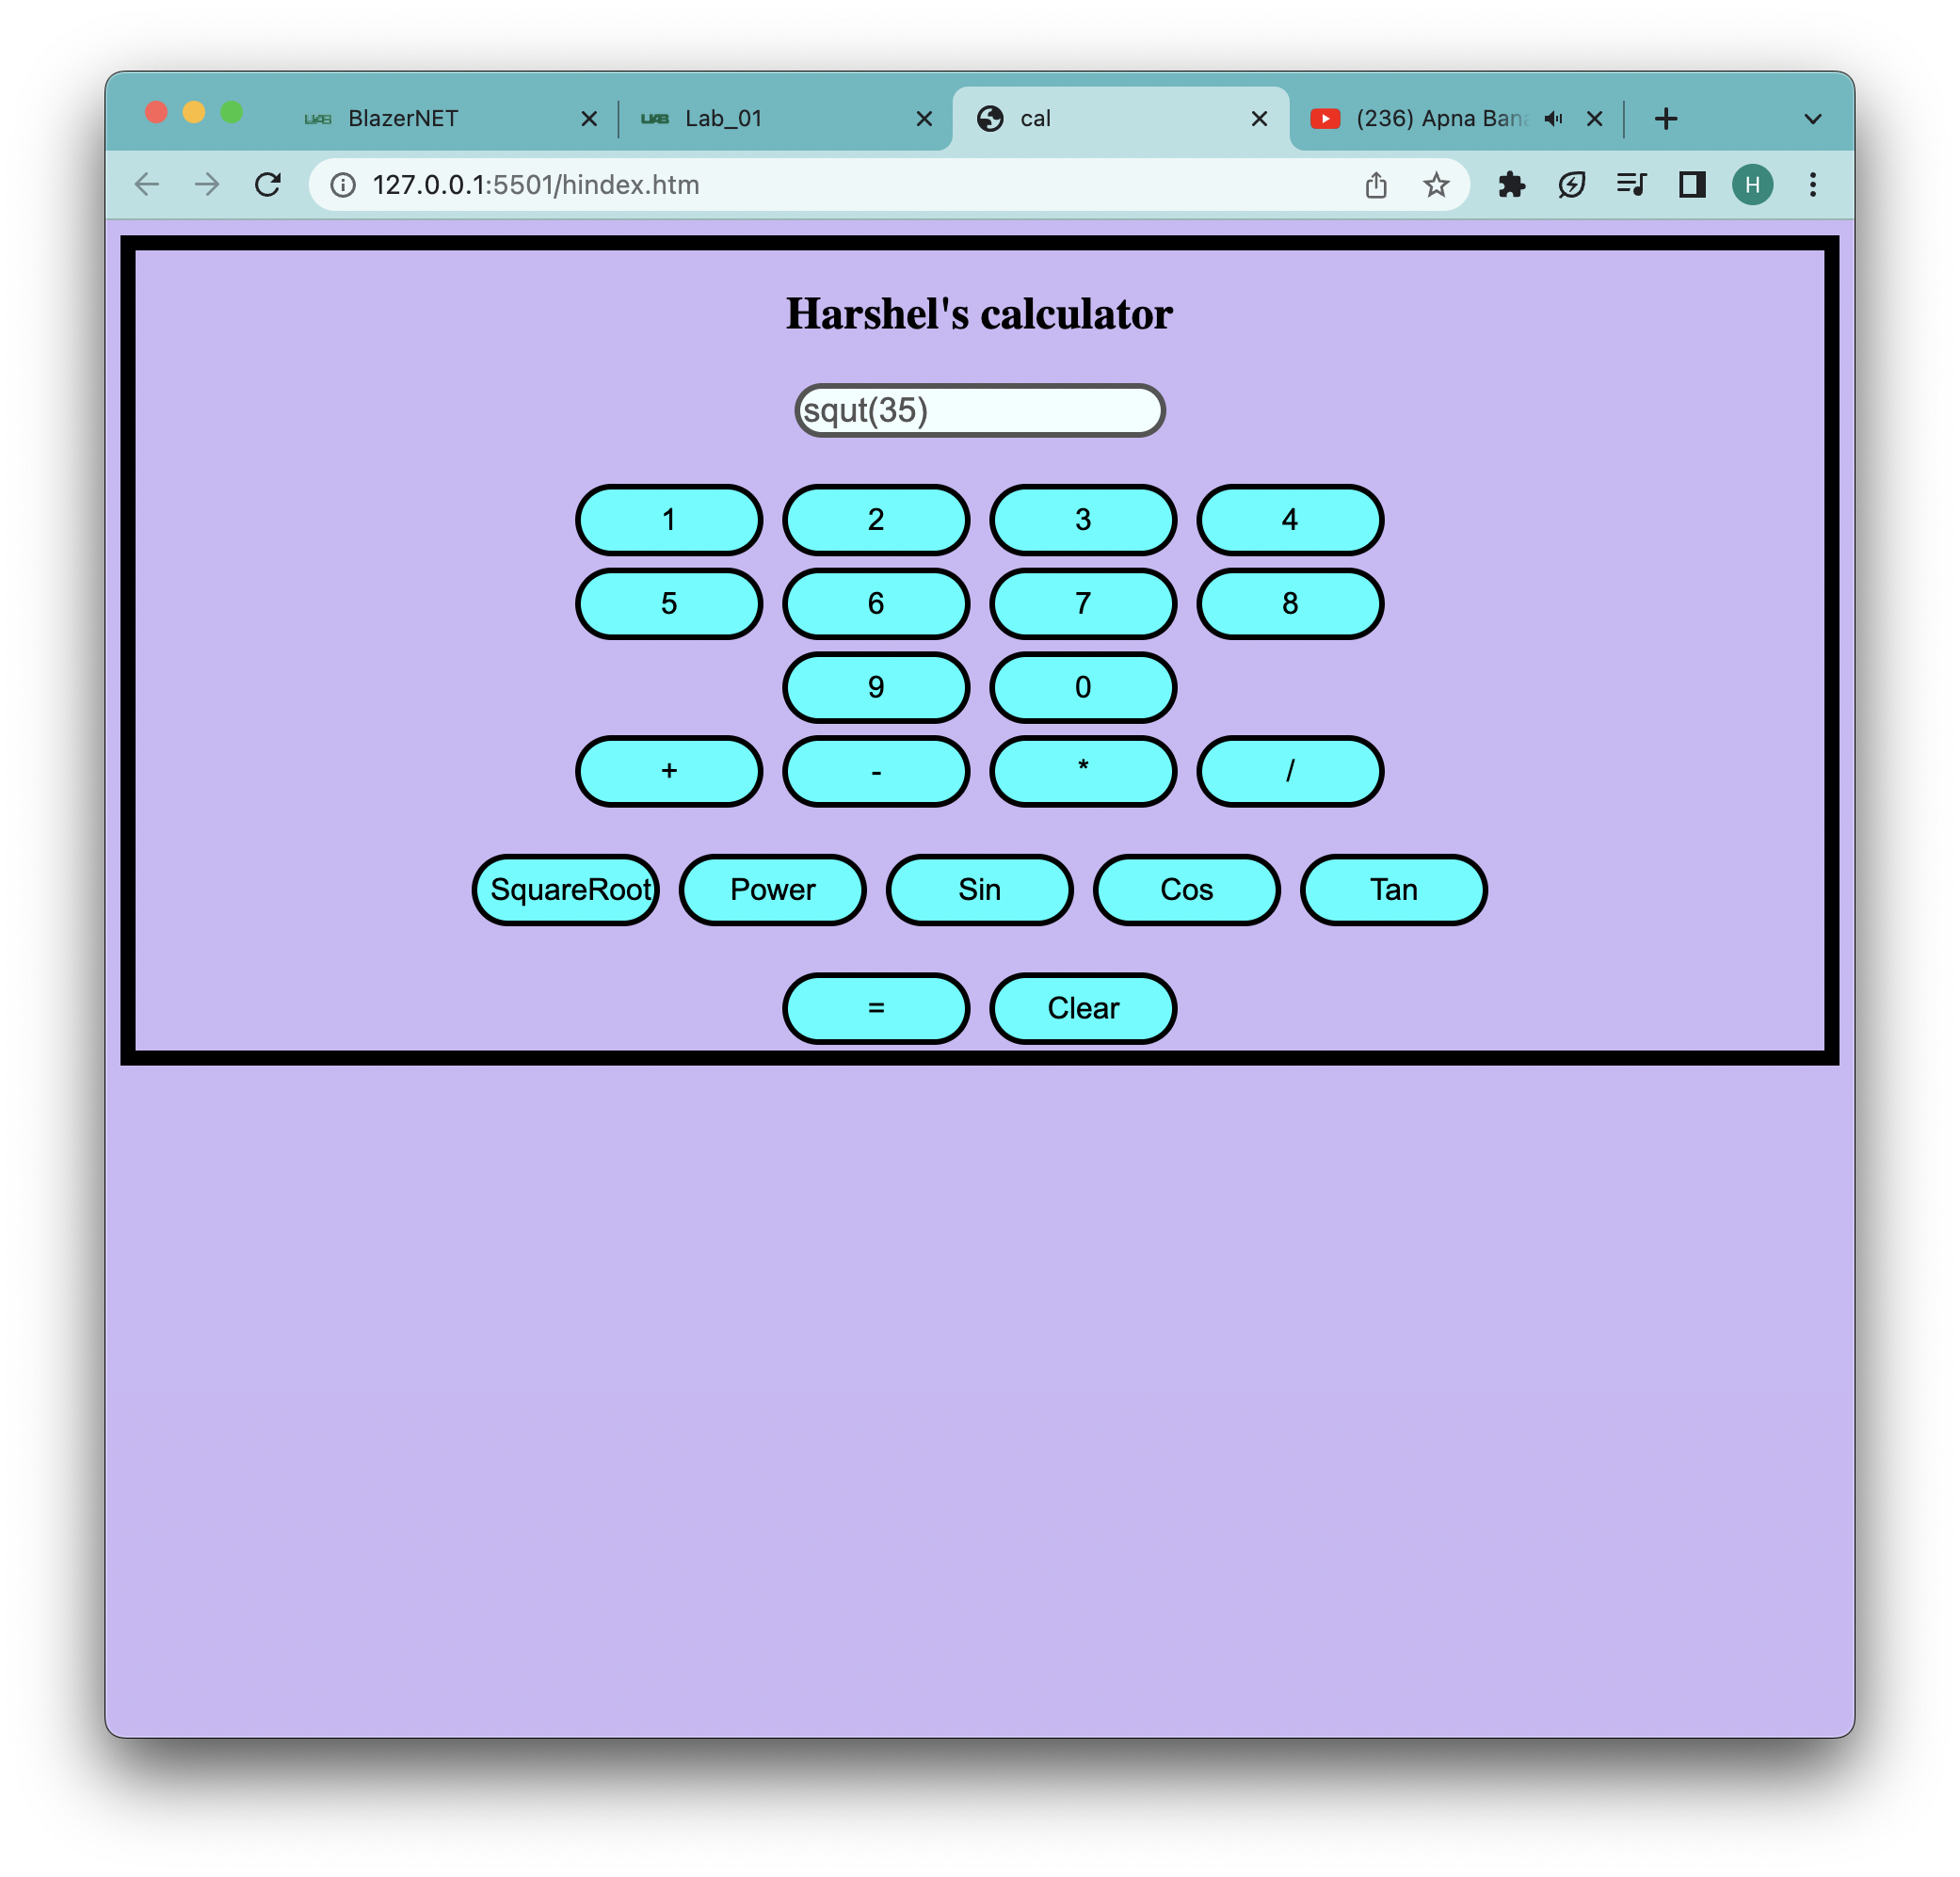 UAB BlazerNET UAB Lab_01 cal (236) Apna Bana
127.0.0.1:5501/hindex.htm H
Harshel's calculator
squt(35)
1 2 3 4
5 6 7 8
9 0
+ - * /
SquareRoot Power Sin Cos Tan
= Clear